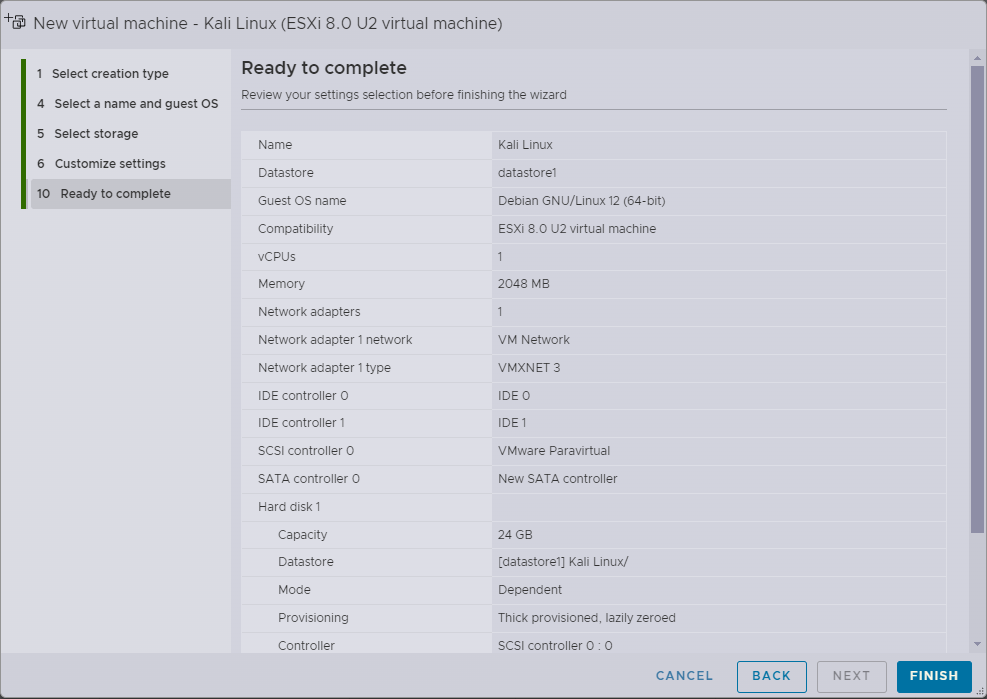 New virtual machine - Kali Linux (ESXi 8.0 U2 virtual machine)
1 Select creation type
4 Select a name and guest OS
5 Select storage
6 Customize settings
10 Ready to complete
Ready to complete
Review your settings selection before finishing the wizard
Name Kali Linux
Datastore datastore1
Guest OS name Debian GNU/Linux 12 (64-bit)
Compatibility ESXi 8.0 U2 virtual machine
vCPUs 1
Memory 2048 MB
Network adapters 1
Network adapter 1 network VM Network
Network adapter 1 type VMXNET 3
IDE controller 0 IDE 0
IDE controller 1 IDE 1
SCSI controller 0 VMware Paravirtual
SATA controller 0 New SATA controller
Hard disk 1
Capacity 24 GB
Datastore [datastore1] Kali Linux/
Mode Dependent
Provisioning Thick provisioned, lazily zeroed
Controller SCSI controller 0 : 0
CANCEL BACK NEXT FINISH